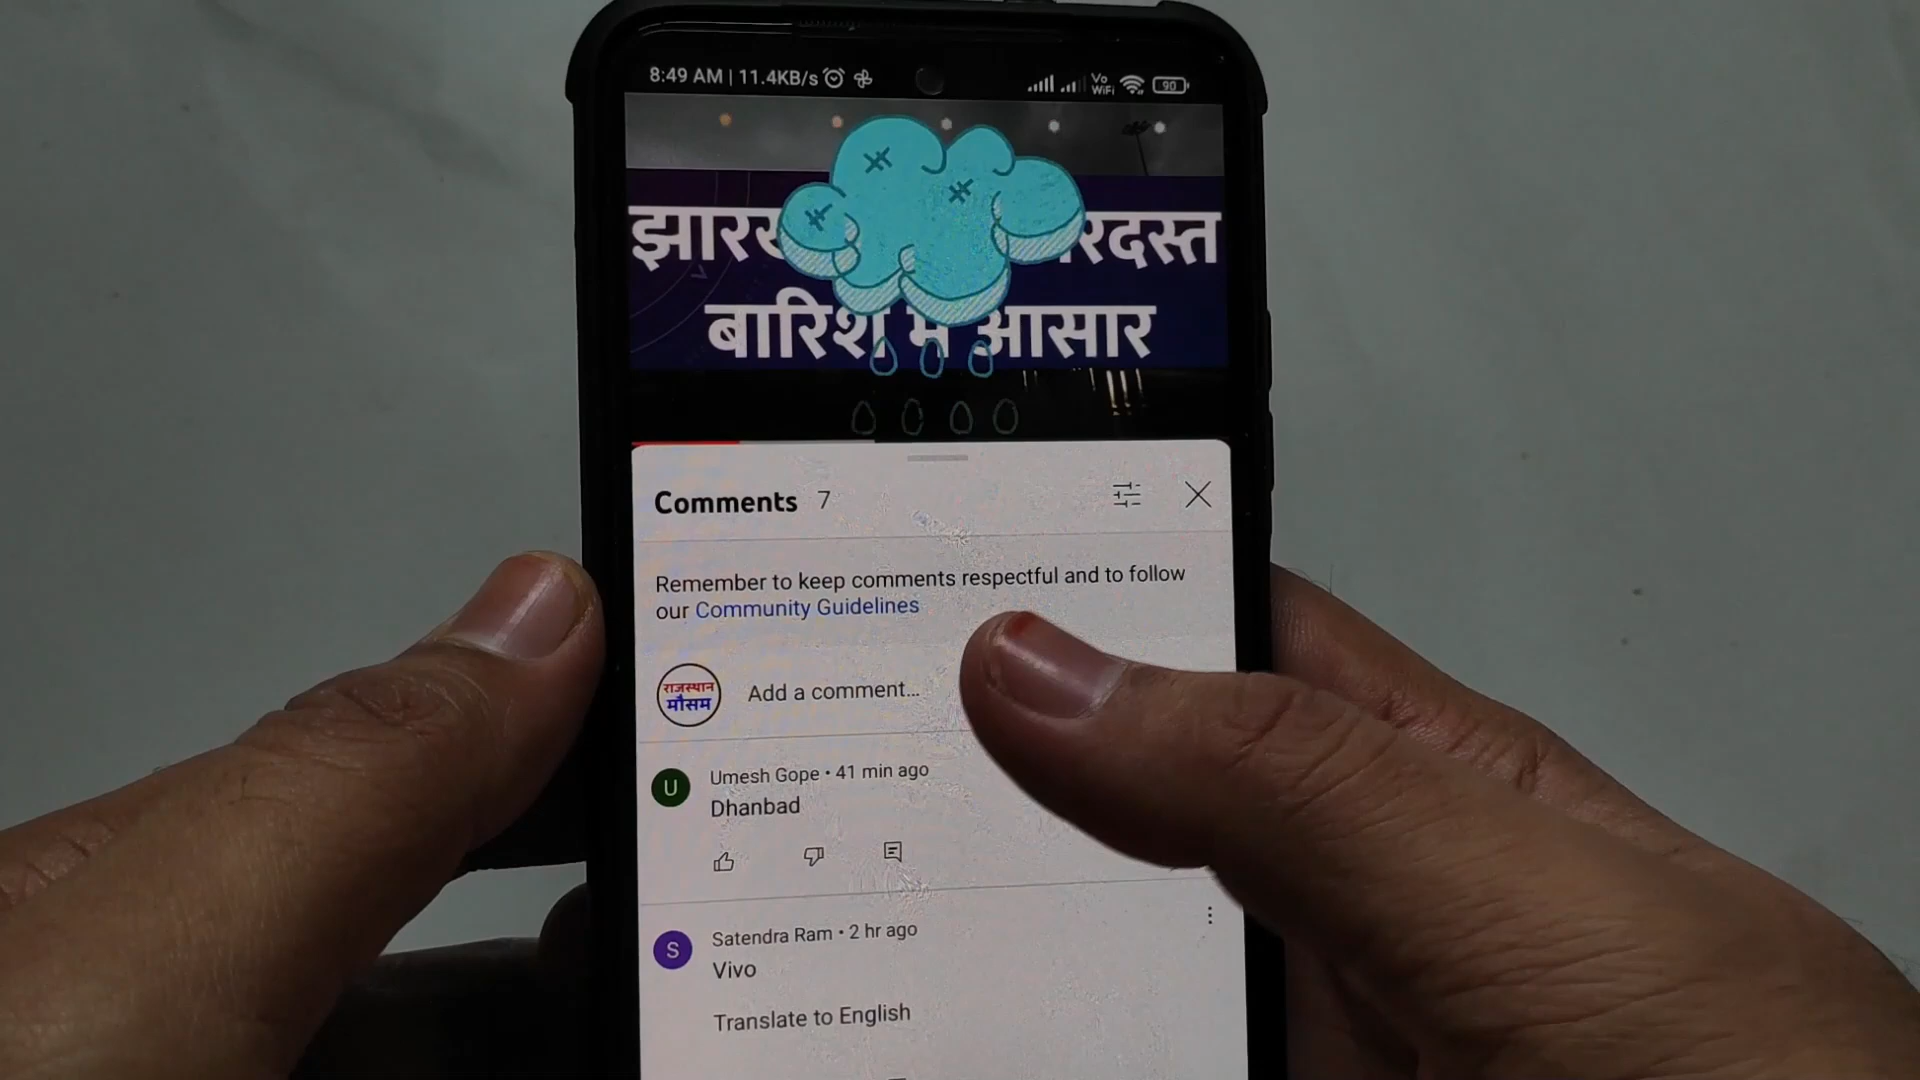 8:49 AM | 11.4KB/s
Vo
WiFi
90
बारिश में आसार
Comments 7
Remember to keep comments respectful and to follow
our Community Guidelines
राजस्थान
मौसम
Add a comment...
U
Umesh Gope • 41 min ago
Dhanbad
S
Satendra Ram • 2 hr ago
Vivo
Translate to English